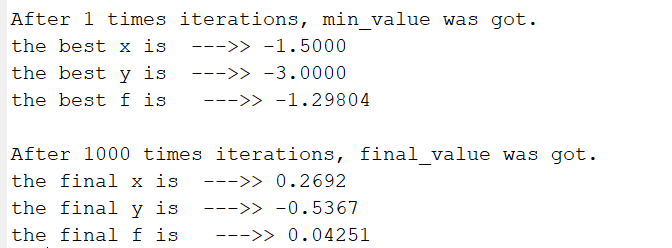 After 1 times iterations, min_value was got.
the best x is  --->> -1.5000
the best y is  --->> -3.0000
the best f is   --->> -1.29804

After 1000 times iterations, final_value was got.
the final x is  --->> 0.2692
the final y is  --->> -0.5367
the final f is   --->> 0.04251